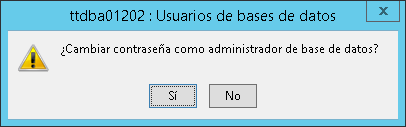 ttdba01202 : Usuarios de bases de datos
¿Cambiar contraseña como administrador de base de datos?
Sí No